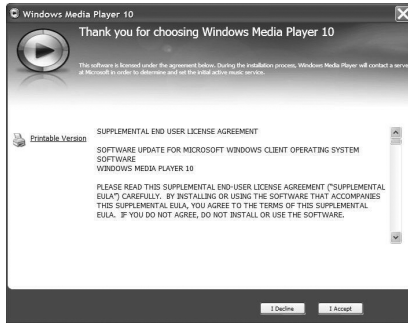 Windows Media Player 10
Thank you for choosing Windows Media Player 10
This software is licensed under the agreement below. During the installation process, Windows Media Player will contact a serve
at Microsoft in order to determine and set the initial active music service.
Printable Version
SUPPLEMENTAL END USER LICENSE AGREEMENT
SOFTWARE UPDATE FOR MICROSOFT WINDOWS CLIENT OPERATING SYSTEM
SOFTWARE
WINDOWS MEDIA PLAYER 10
PLEASE READ THIS SUPPLEMENTAL END-USER LICENSE AGREEMENT ("SUPPLEMENTAL
EULA") CAREFULLY. BY INSTALLING OR USING THE SOFTWARE THAT ACCOMPANIES
THIS SUPPLEMENTAL EULA, YOU AGREE TO THE TERMS OF THIS SUPPLEMENTAL
EULA. IF YOU DO NOT AGREE, DO NOT INSTALL OR USE THE SOFTWARE.
I Decline
I Accept